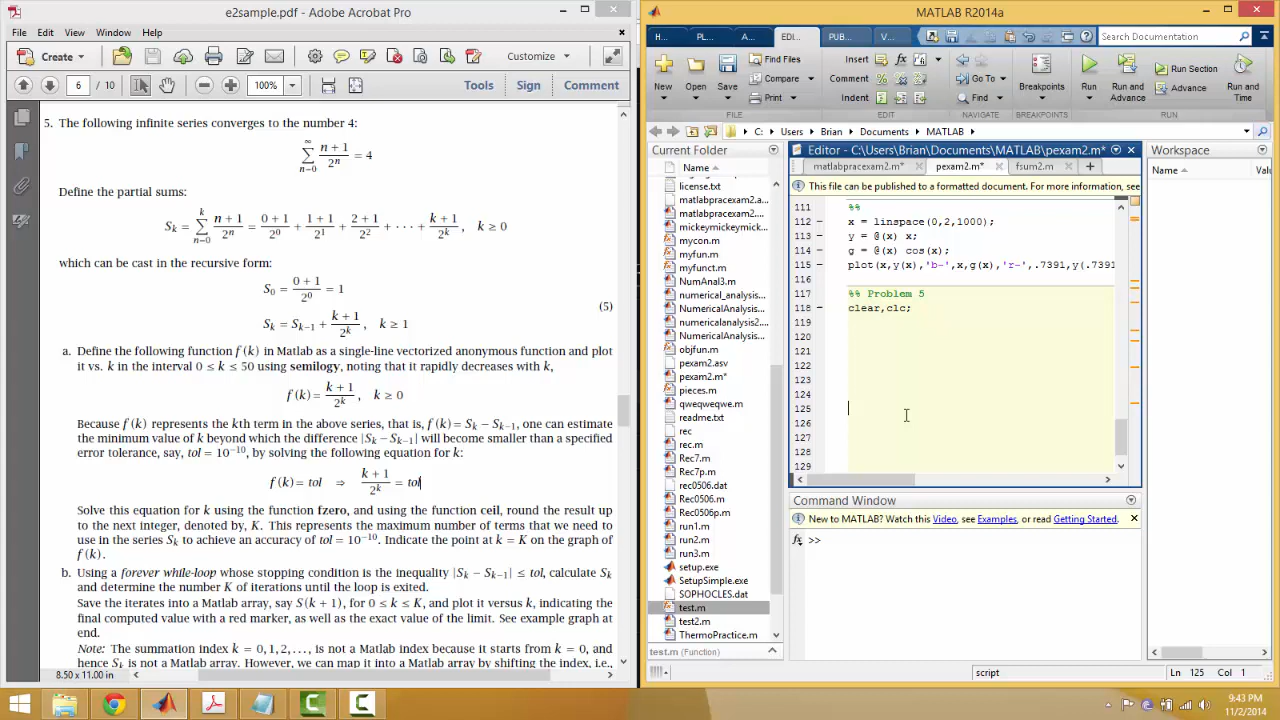 e2sample.pdf - Adobe Acrobat Pro
File Edit View Window Help
Create
Customize
6 / 10
100%
Tools Sign Comment
5. The following infinite series converges to the number 4:
∞
∑ n+1 / 2^n = 4
n=0
Define the partial sums:
S_k = ∑_{n=0}^{k} n+1 / 2^n = 0+1 / 2^0 + 1+1 / 2^1 + 2+1 / 2^2 + ··· + k+1 / 2^k , k ≥ 0
which can be cast in the recursive form:
S_0 = 0+1 / 2^0 = 1
(5)
S_k = S_{k−1} + k+1 / 2^k , k ≥ 1
a. Define the following function f(k) in Matlab as a single-line vectorized anonymous function and plot
it vs. k in the interval 0 ≤ k ≤ 50 using semilogy, noting that it rapidly decreases with k,
f(k) = k+1 / 2^k , k ≥ 0
Because f(k) represents the kth term in the above series, that is, f(k) = S_k − S_{k−1}, one can estimate
the minimum value of k beyond which the difference |S_k − S_{k−1}| will become smaller than a specified
error tolerance, say, tol = 10^{−10}, by solving the following equation for k:
f(k) = tol ⇒ k+1 / 2^k = tol
Solve this equation for k using the function fzero, and using the function ceil, round the result up
to the next integer, denoted by, K. This represents the maximum number of terms that we need to
use in the series S_k to achieve an accuracy of tol = 10^{−10}. Indicate the point at k = K on the graph of
f(k).
b. Using a forever while-loop whose stopping condition is the inequality |S_k − S_{k−1}| ≤ tol, calculate S_k
and determine the number K of iterations until the loop is exited.
Save the iterates into a Matlab array, say S(k+1), for 0 ≤ k ≤ K, and plot it versus k, indicating the
final computed value with a red marker, as well as the exact value of the limit. See example graph at
end.
Note: The summation index k = 0, 1, 2, . . . , is not a Matlab index because it starts from k = 0, and
hence S_k is not a Matlab array. However, we can map it into a Matlab array by shifting the index, i.e.,
8.50 x 11.00 in
MATLAB R2014a
H... PL... A... EDI... PUB... V...
Search Documentation
New Open Save
Find Files
Compare
Print
Insert
Comment
Indent
Go To
Find
Breakpoints
Run
Run and
Advance
Run Section
Advance
Run and
Time
FILE EDIT NAVIGATE BREAKPOINTS RUN
C: Users Brian Documents MATLAB
Current Folder
Name
license.txt
matlabpracexam2.a...
matlabpracexam2....
mickeymickeymick...
mycon.m
myfun.m
myfunct.m
NumAnal3.m
numerical_analysis...
NumericalAnalysis...
numericalanalysis2...
NumericalAnalysis...
objfun.m
pexam2.asv
pexam2.m*
pieces.m
qweqweqwe.m
readme.txt
rec
rec.m
Rec7.m
Rec7p.m
rec0506.dat
Rec0506.m
Rec0506p.m
run1.m
run2.m
run3.m
setup.exe
SetupSimple.exe
SOPHOCLES.dat
test.m
test2.m
ThermoPractice.m
test.m (Function)
Editor - C:\Users\Brian\Documents\MATLAB\pexam2.m*
matlabpracexam2.m* pexam2.m* fsum2.m
This file can be published to a formatted document. For more information, see
111 %%
112 x = linspace(0,2,1000);
113 y = @(x) x;
114 g = @(x) cos(x);
115 plot(x,y(x),'b-',x,g(x),'r-',.7391,y(.7391
116
117 %% Problem 5
118 clear,clc;
119
120
121
122
123
124
125
126
127
128
129
Command Window
New to MATLAB? Watch this Video, see Examples, or read Getting Started.
fx >>
Workspace
Name Valu
script Ln 125 Col 1
9:43 PM
11/2/2014